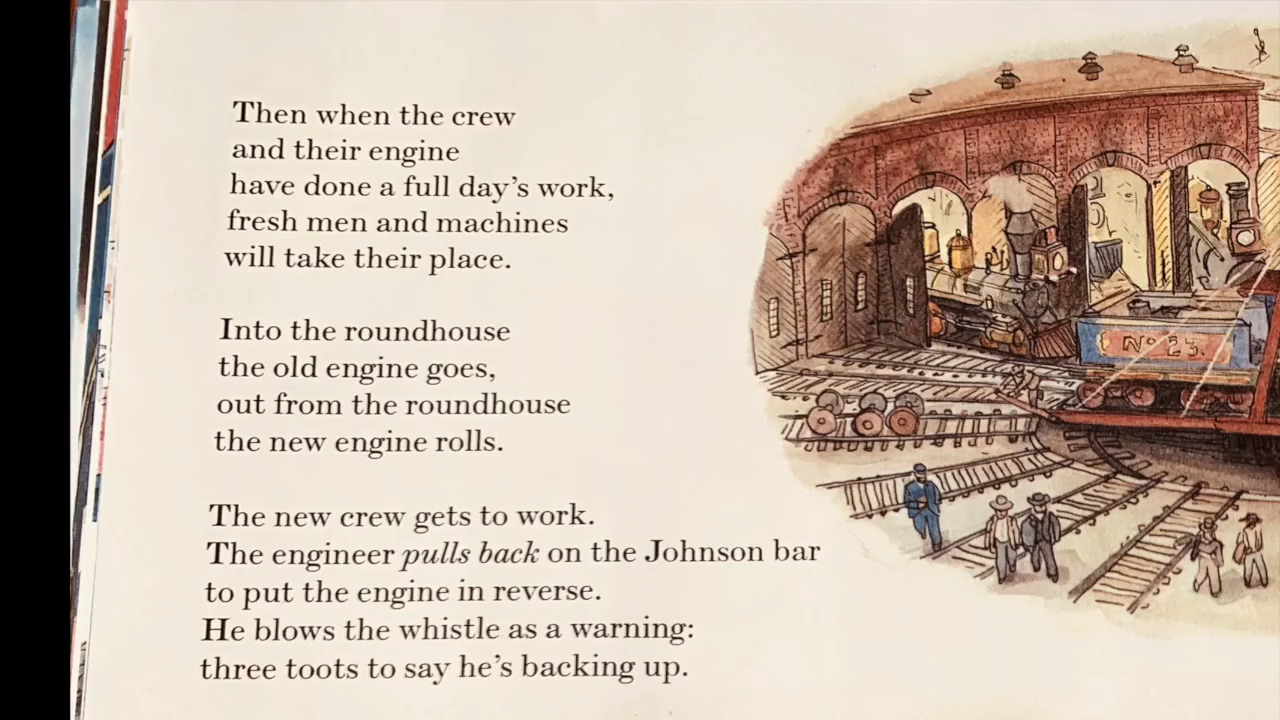 Then when the crew
and their engine
have done a full day's work,
fresh men and machines
will take their place.
Into the roundhouse
the old engine goes,
out from the roundhouse
the new engine rolls.
The new crew gets to work.
The engineer pulls back on the Johnson bar
to put the engine in reverse.
He blows the whistle as a warning:
three toots to say he's backing up.
No 23.